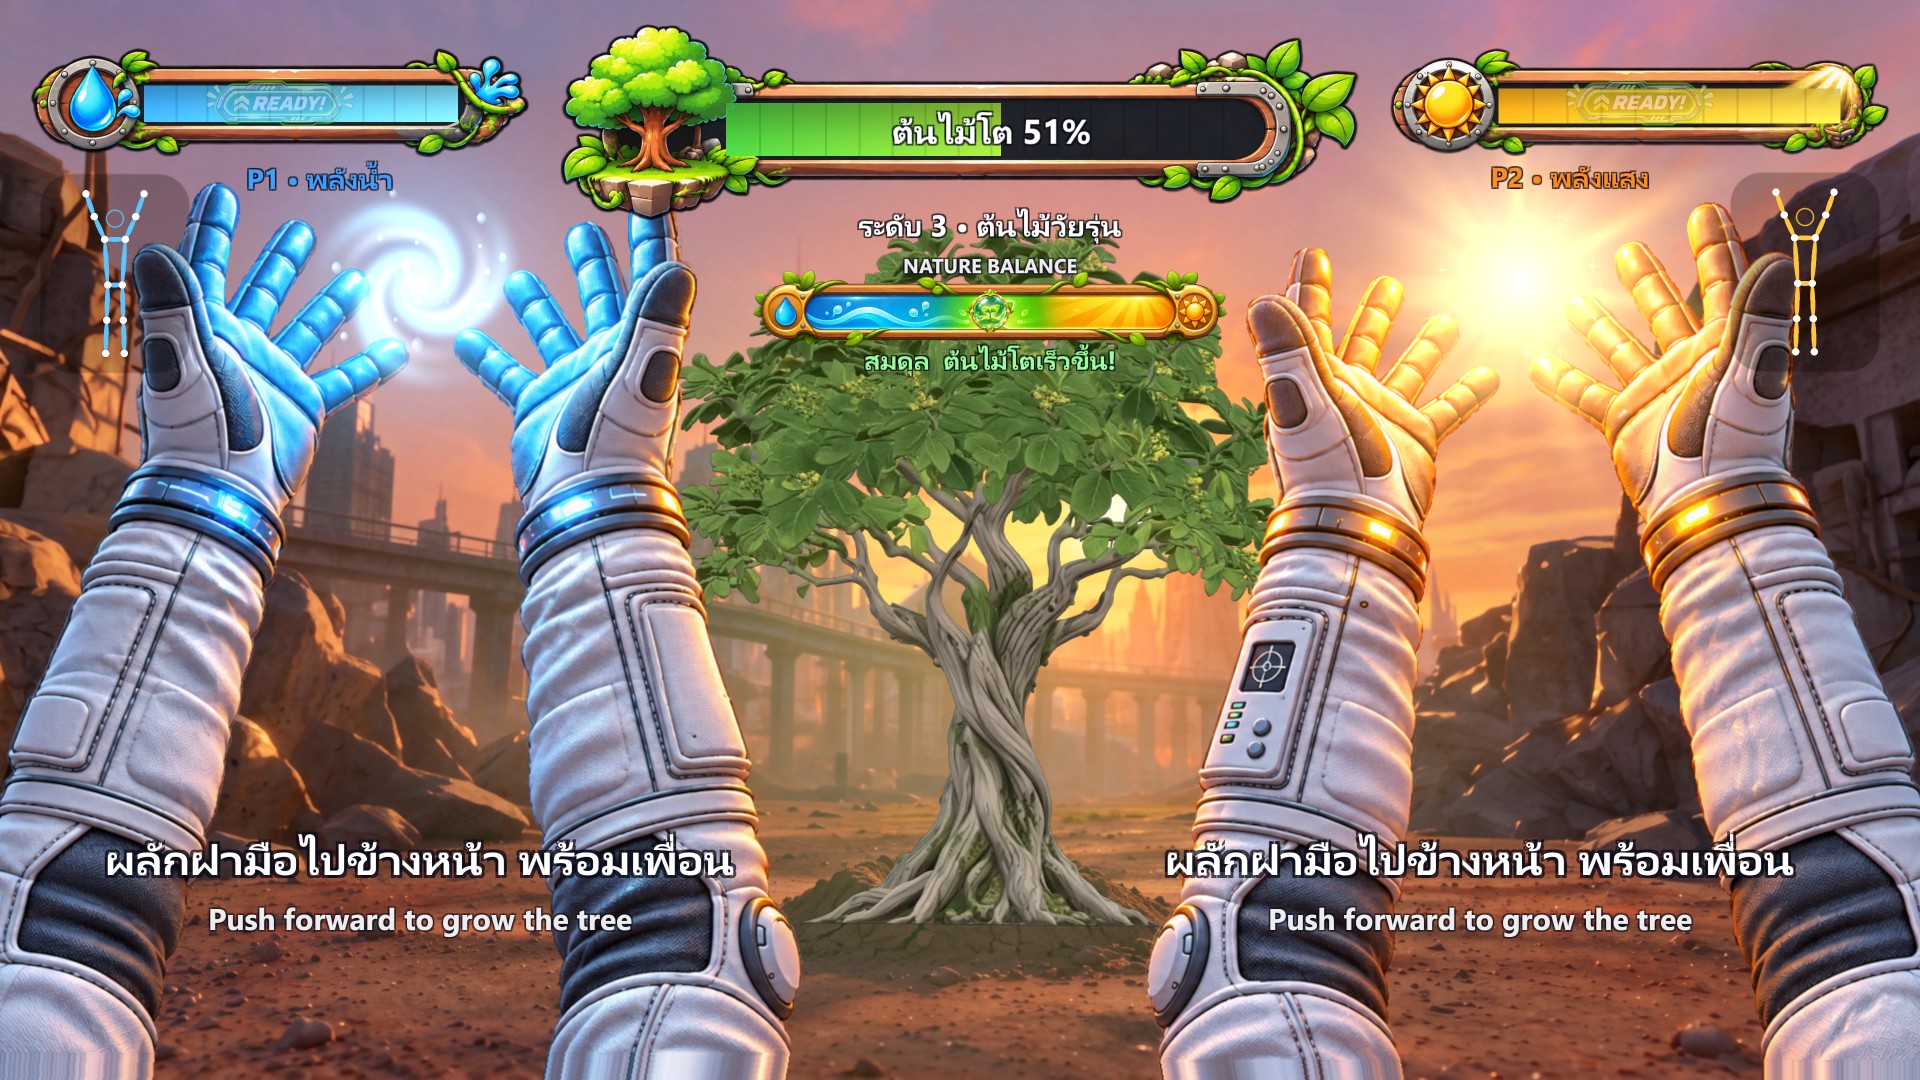 READY!
ต้นไม้โต 51%
READY!
P1 • พลังน้ำ
P2 • พลังแสง
ระดับ 3 • ต้นไม้วัยรุ่น
NATURE BALANCE
สมดุล ต้นไม้โตเร็วขึ้น!
ผลักฝ่ามือไปข้างหน้า พร้อมเพื่อน
Push forward to grow the tree
ผลักฝ่ามือไปข้างหน้า พร้อมเพื่อน
Push forward to grow the tree